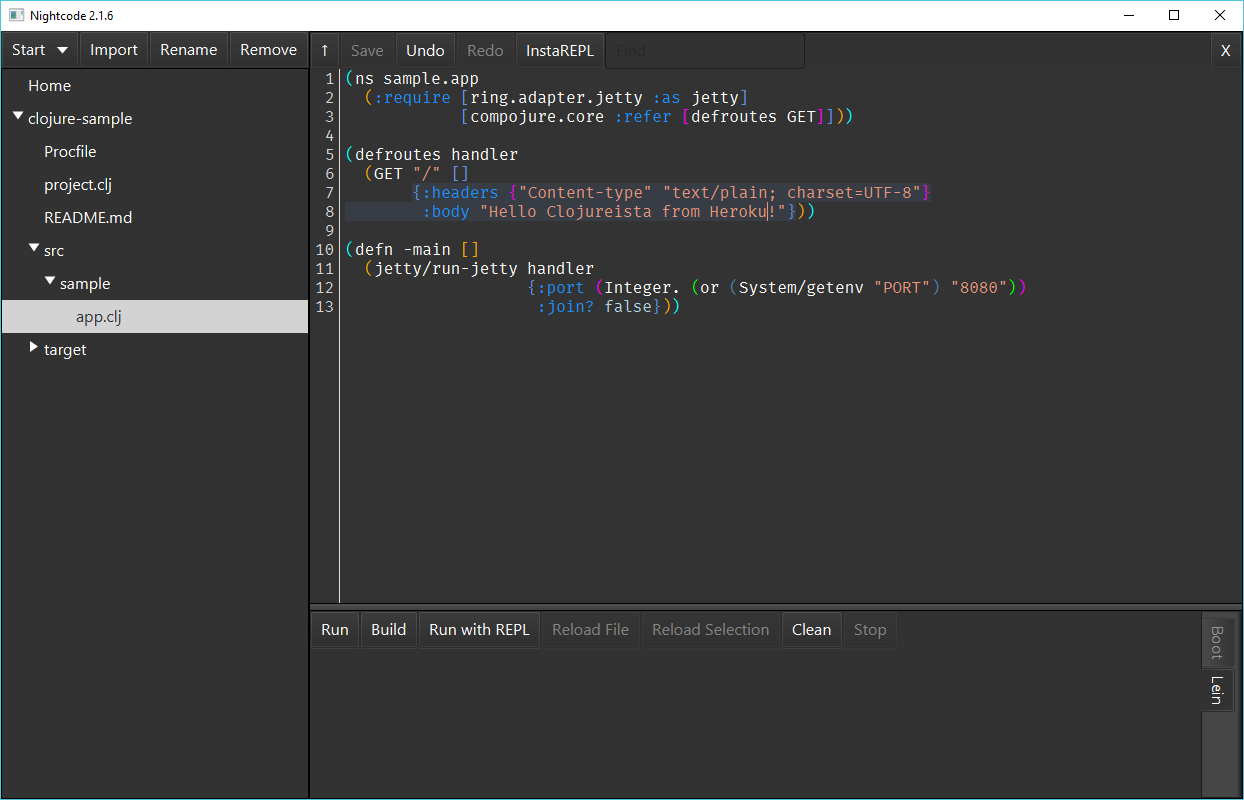 Nightcode 2.1.6
Start Import Rename Remove ↑ Save Undo Redo InstaREPL Find X
Home
clojure-sample
Procfile
project.clj
README.md
src
sample
app.clj
target
1 (ns sample.app
2   (:require [ring.adapter.jetty :as jetty]
3             [compojure.core :refer [defroutes GET]]))
4
5 (defroutes handler
6   (GET "/" []
7        {:headers {"Content-type" "text/plain; charset=UTF-8"}
8         :body "Hello Clojureista from Heroku!"}))
9
10 (defn -main []
11   (jetty/run-jetty handler
12                    {:port (Integer. (or (System/getenv "PORT") "8080"))
13                     :join? false}))
Run Build Run with REPL Reload File Reload Selection Clean Stop
Boot
Lein